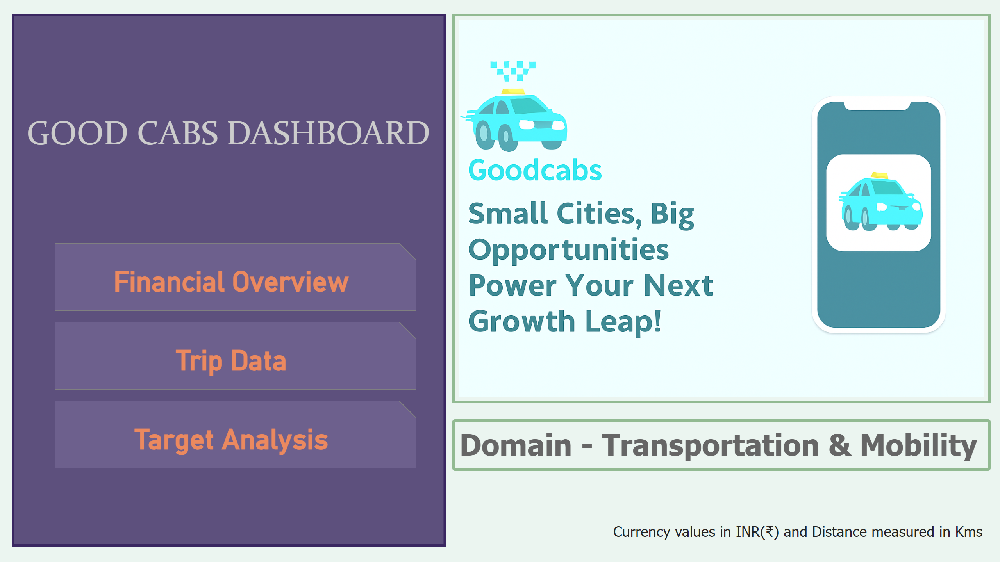 GOOD CABS DASHBOARD
Financial Overview
Trip Data
Target Analysis
Goodcabs
Small Cities, Big
Opportunities
Power Your Next
Growth Leap!
Domain - Transportation & Mobility
Currency values in INR(₹) and Distance measured in Kms